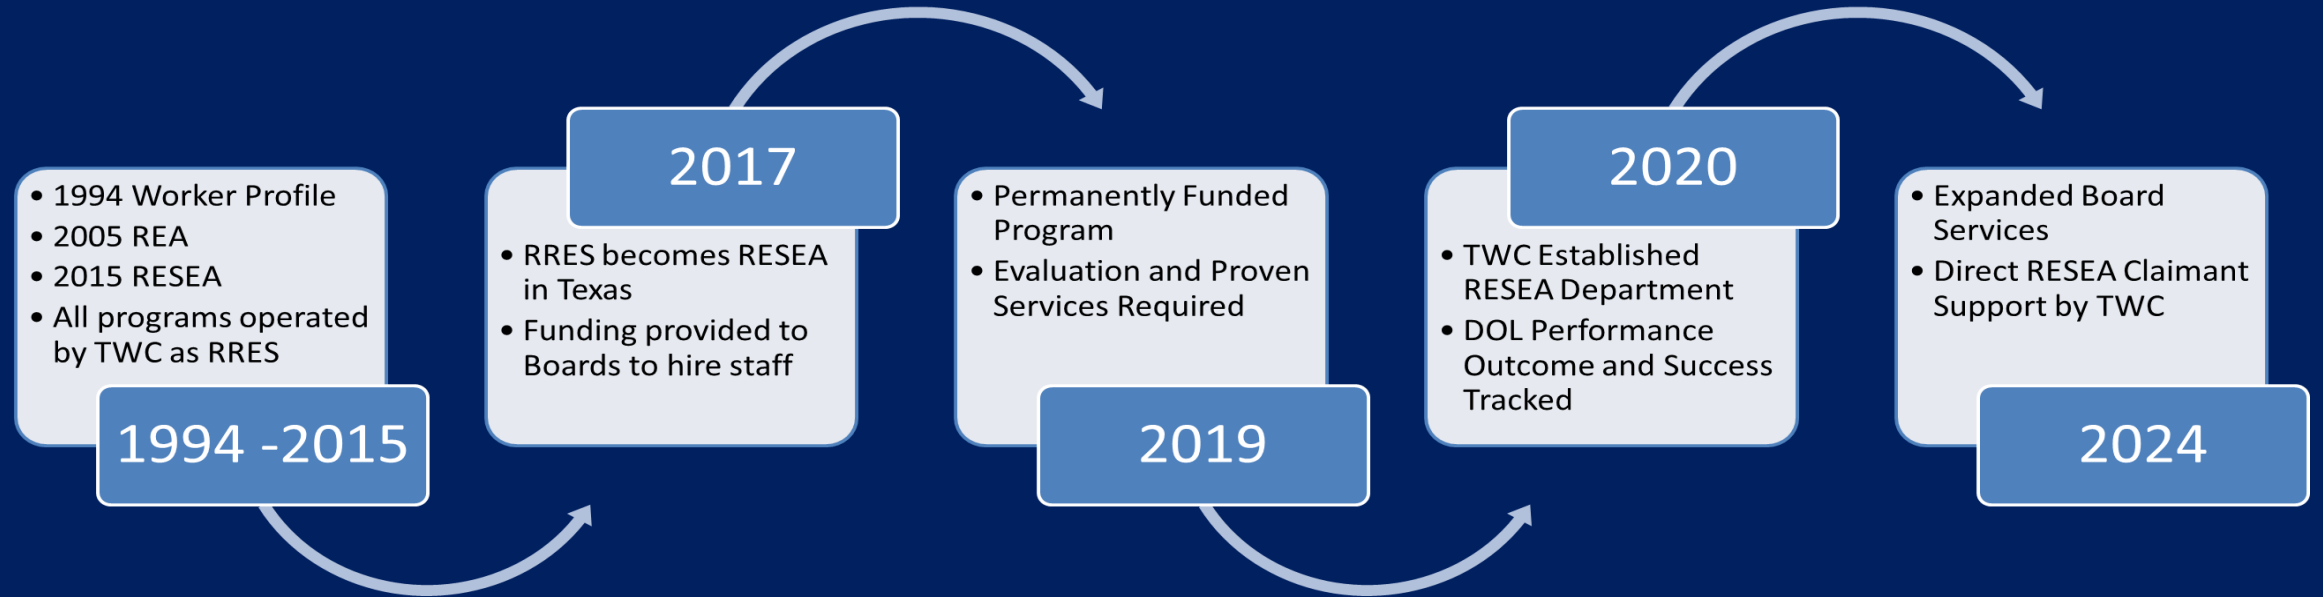 • 1994 Worker Profile
• 2005 REA
• 2015 RESEA
• All programs operated
by TWC as RRES
1994 -2015
2017
• RRES becomes RESEA
in Texas
• Funding provided to
Boards to hire staff
• Permanently Funded
Program
• Evaluation and Proven
Services Required
2019
2020
• TWC Established
RESEA Department
• DOL Performance
Outcome and Success
Tracked
• Expanded Board
Services
• Direct RESEA Claimant
Support by TWC
2024